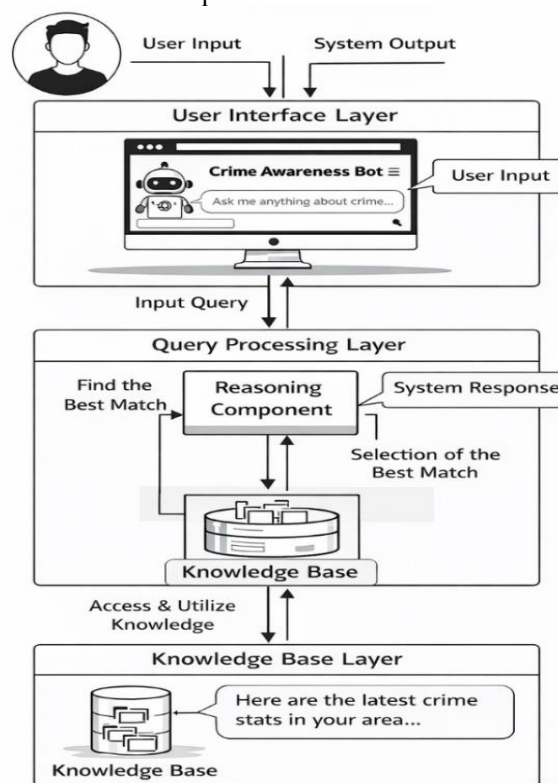 User Input
System Output
User Interface Layer
Crime Awareness Bot
Ask me anything about crime...
User Input
Input Query
Query Processing Layer
Find the
Best Match
Reasoning
Component
System Response
Selection of the
Best Match
Knowledge Base
Access & Utilize
Knowledge
Knowledge Base Layer
Here are the latest crime
stats in your area...
Knowledge Base